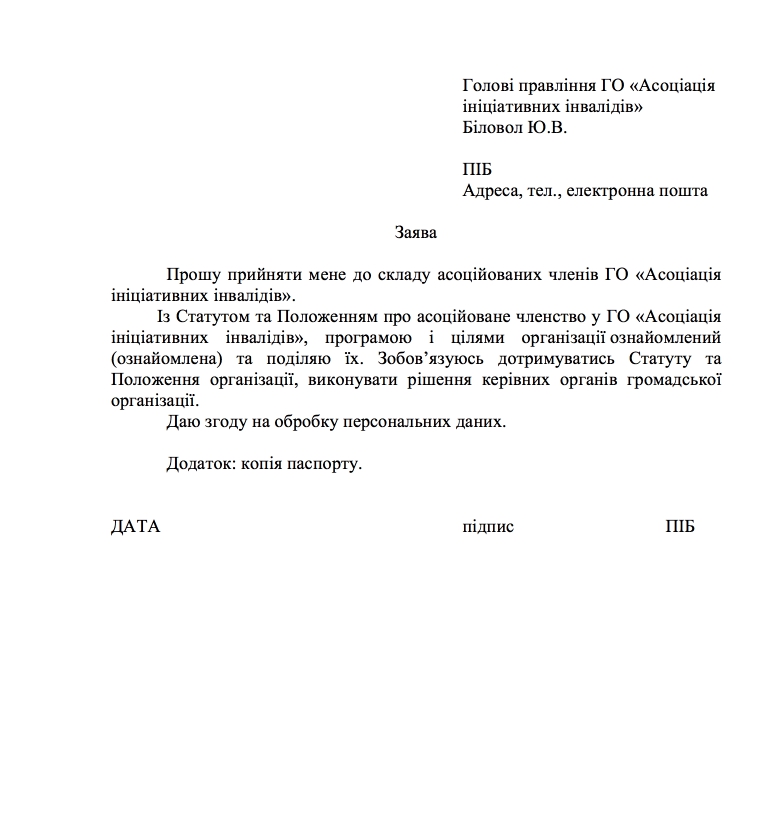 Голові правління ГО «Асоціація
ініціативних інвалідів»
Біловол Ю.В.
ПІБ
Адреса, тел., електронна пошта
Заява
Прошу прийняти мене до складу асоційованих членів ГО «Асоціація
ініціативних інвалідів».
Із Статутом та Положенням про асоційоване членство у ГО «Асоціація
ініціативних інвалідів», програмою і цілями організації ознайомлений
(ознайомлена) та поділяю їх. Зобов’язуюсь дотримуватись Статуту та
Положення організації, виконувати рішення керівних органів громадської
організації.
Даю згоду на обробку персональних даних.
Додаток: копія паспорту.
ДАТА підпис ПІБ